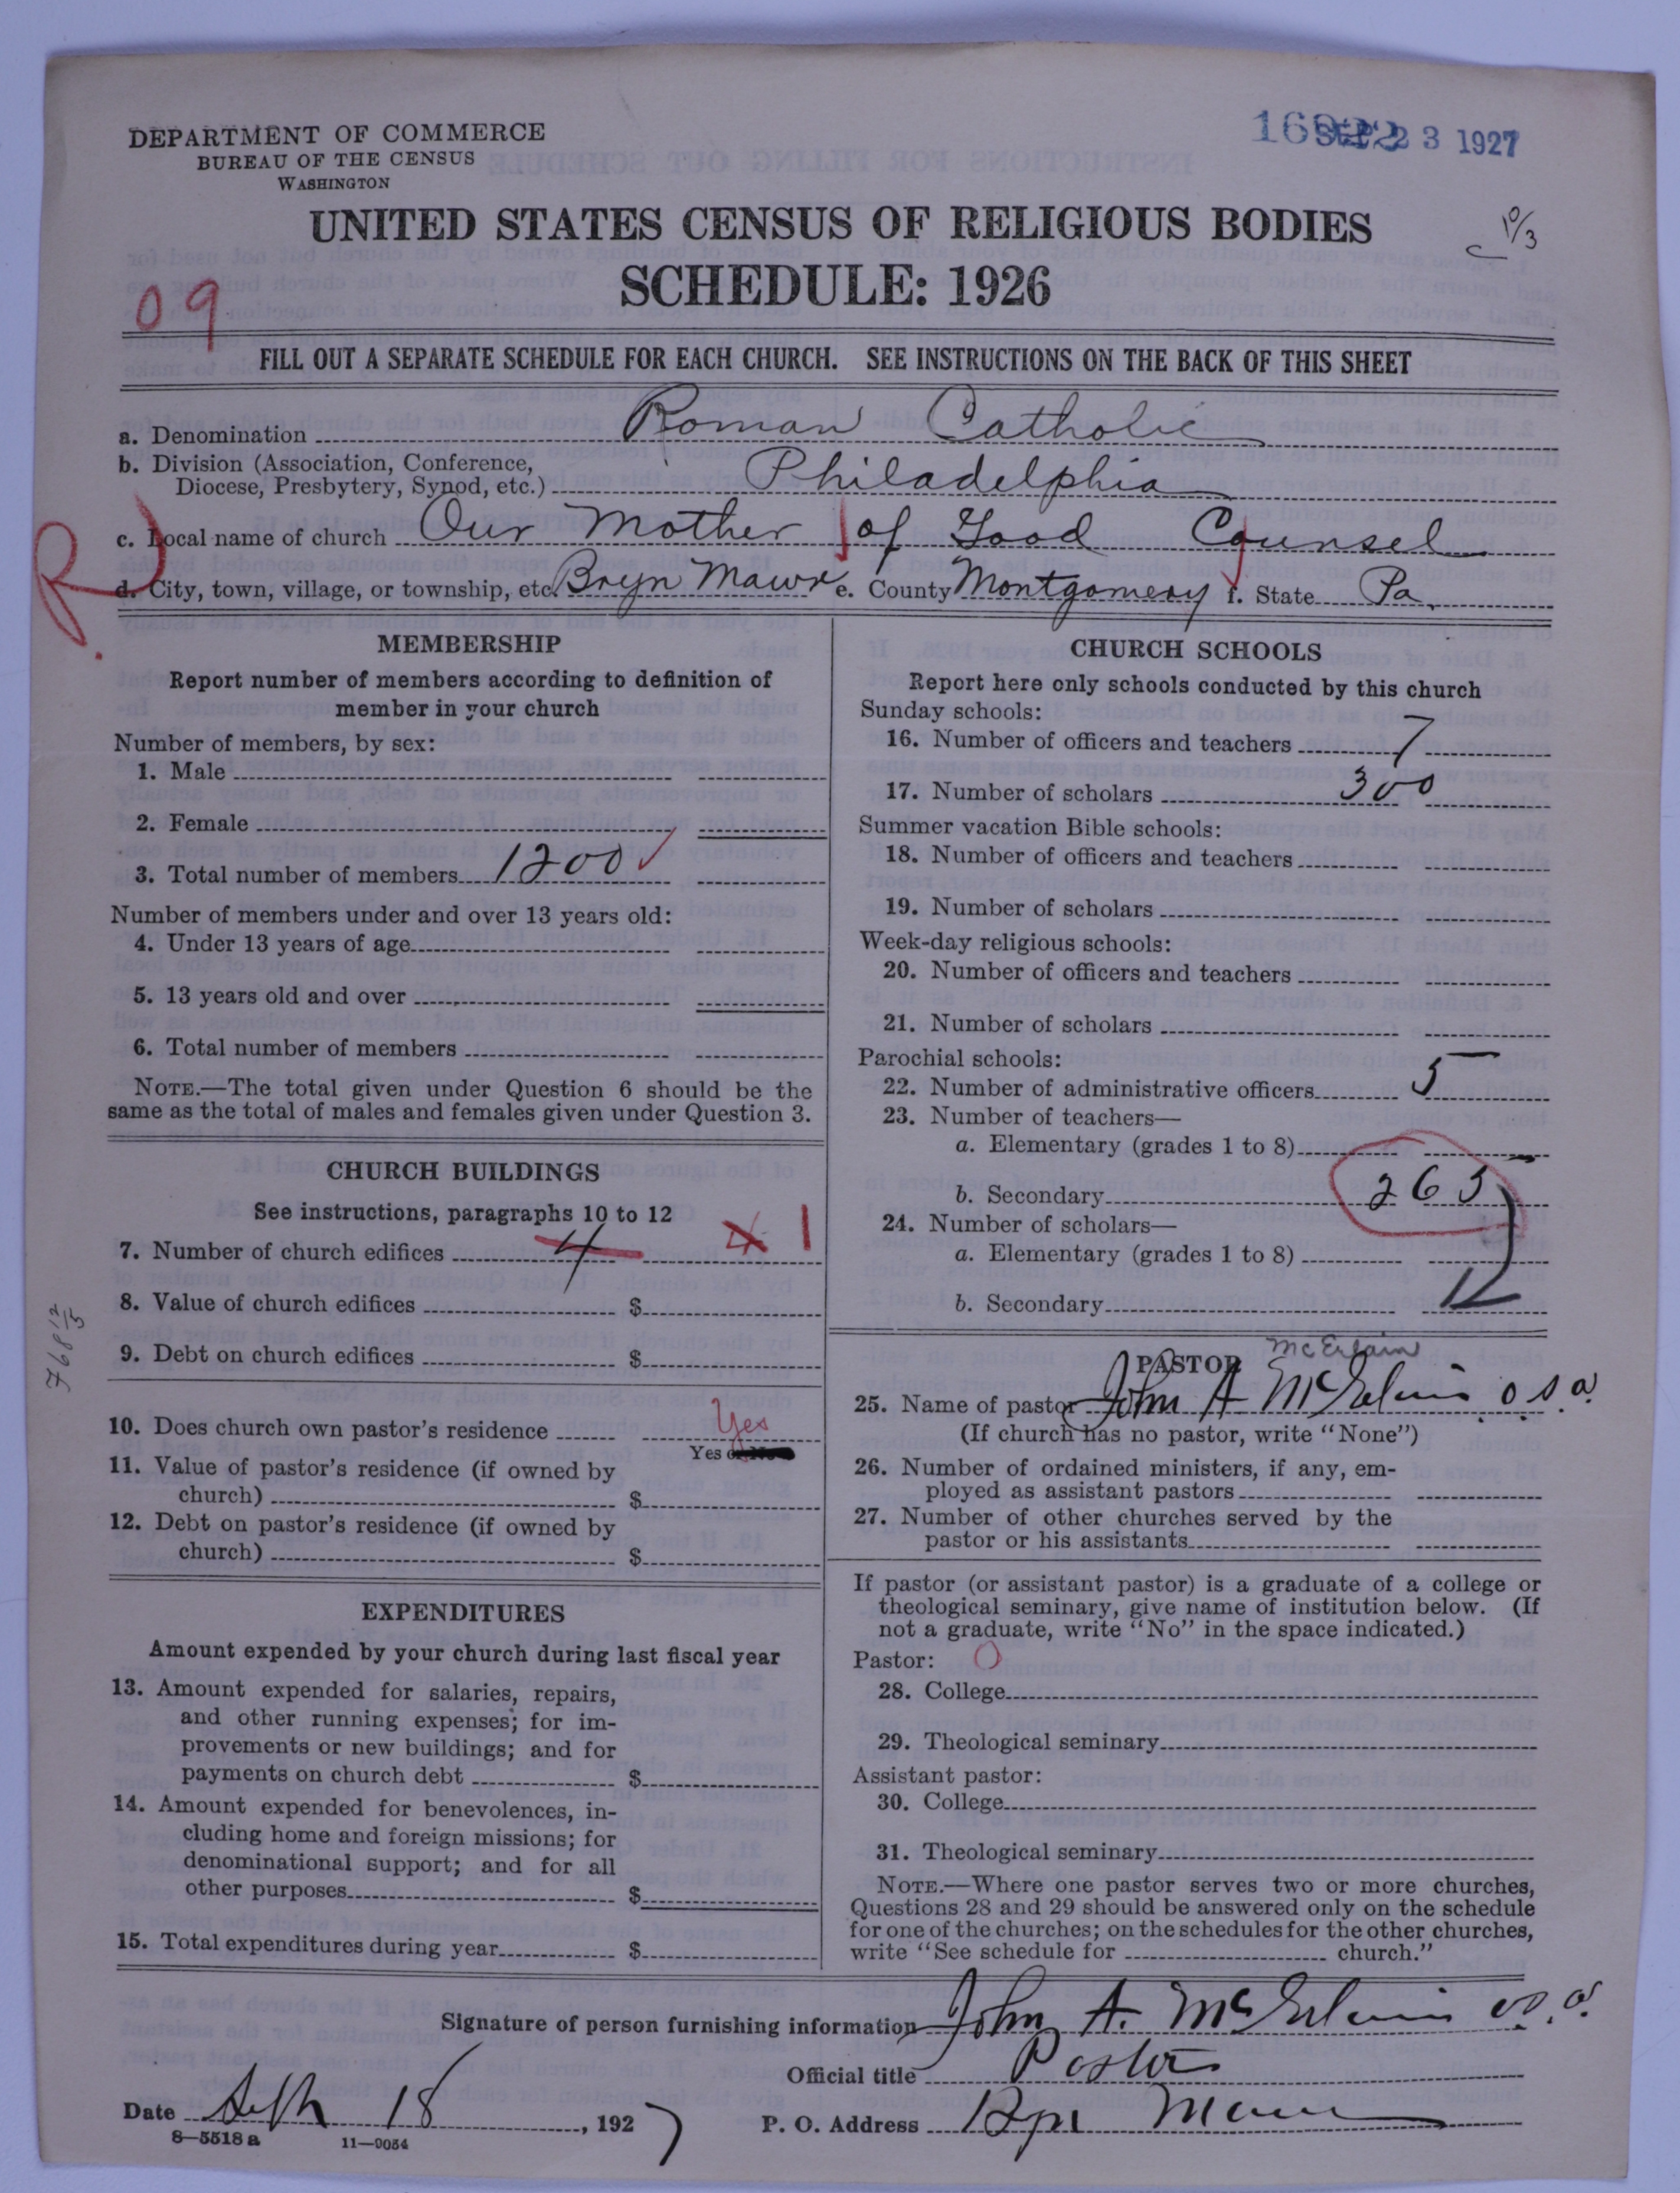 DEPARTMENT OF COMMERCE
BUREAU OF THE CENSUS
WASHINGTON
SEP 23 1927
UNITED STATES CENSUS OF RELIGIOUS BODIES
10/3
SCHEDULE: 1926
09
FILL OUT A SEPARATE SCHEDULE FOR EACH CHURCH. SEE INSTRUCTIONS ON THE BACK OF THIS SHEET
a. Denomination Roman Catholic
b. Division (Association, Conference,
Diocese, Presbytery, Synod, etc.) Philadelphia
c. Local name of church Our Mother of Good Counsel
R
d. City, town, village, or township, etc. Bryn Mawr e. County Montgomery f. State Pa.
MEMBERSHIP
Report number of members according to definition of
member in your church
Number of members, by sex:
1. Male
2. Female
3. Total number of members 1200 ✓
Number of members under and over 13 years old:
4. Under 13 years of age
5. 13 years old and over
6. Total number of members
NOTE.—The total given under Question 6 should be the
same as the total of males and females given under Question 3.
CHURCH BUILDINGS
See instructions, paragraphs 10 to 12
7. Number of church edifices 4 4 1
8. Value of church edifices $
9. Debt on church edifices $
10. Does church own pastor's residence Yes
Yes or No
11. Value of pastor's residence (if owned by
church) $
12. Debt on pastor's residence (if owned by
church) $
768 12/5
EXPENDITURES
Amount expended by your church during last fiscal year
13. Amount expended for salaries, repairs,
and other running expenses; for im-
provements or new buildings; and for
payments on church debt $
14. Amount expended for benevolences, in-
cluding home and foreign missions; for
denominational support; and for all
other purposes $
15. Total expenditures during year $
CHURCH SCHOOLS
Report here only schools conducted by this church
Sunday schools:
16. Number of officers and teachers 7
17. Number of scholars 300
Summer vacation Bible schools:
18. Number of officers and teachers
19. Number of scholars
Week-day religious schools:
20. Number of officers and teachers
21. Number of scholars
Parochial schools:
22. Number of administrative officers 5
23. Number of teachers—
a. Elementary (grades 1 to 8)
b. Secondary 265
24. Number of scholars—
a. Elementary (grades 1 to 8)
b. Secondary
PASTOR
McErlain
25. Name of pastor John A McErlain O.S.A.
(If church has no pastor, write "None")
26. Number of ordained ministers, if any, em-
ployed as assistant pastors
27. Number of other churches served by the
pastor or his assistants
If pastor (or assistant pastor) is a graduate of a college or
theological seminary, give name of institution below. (If
not a graduate, write "No" in the space indicated.)
Pastor: 0
28. College
29. Theological seminary
Assistant pastor:
30. College
31. Theological seminary
NOTE.—Where one pastor serves two or more churches,
Questions 28 and 29 should be answered only on the schedule
for one of the churches; on the schedules for the other churches,
write "See schedule for church."
Signature of person furnishing information John A. McErlain O.S.A.
Official title Pastor
Date Sept 18, 1927 P. O. Address Bryn Mawr
8—5518 a 11—9054